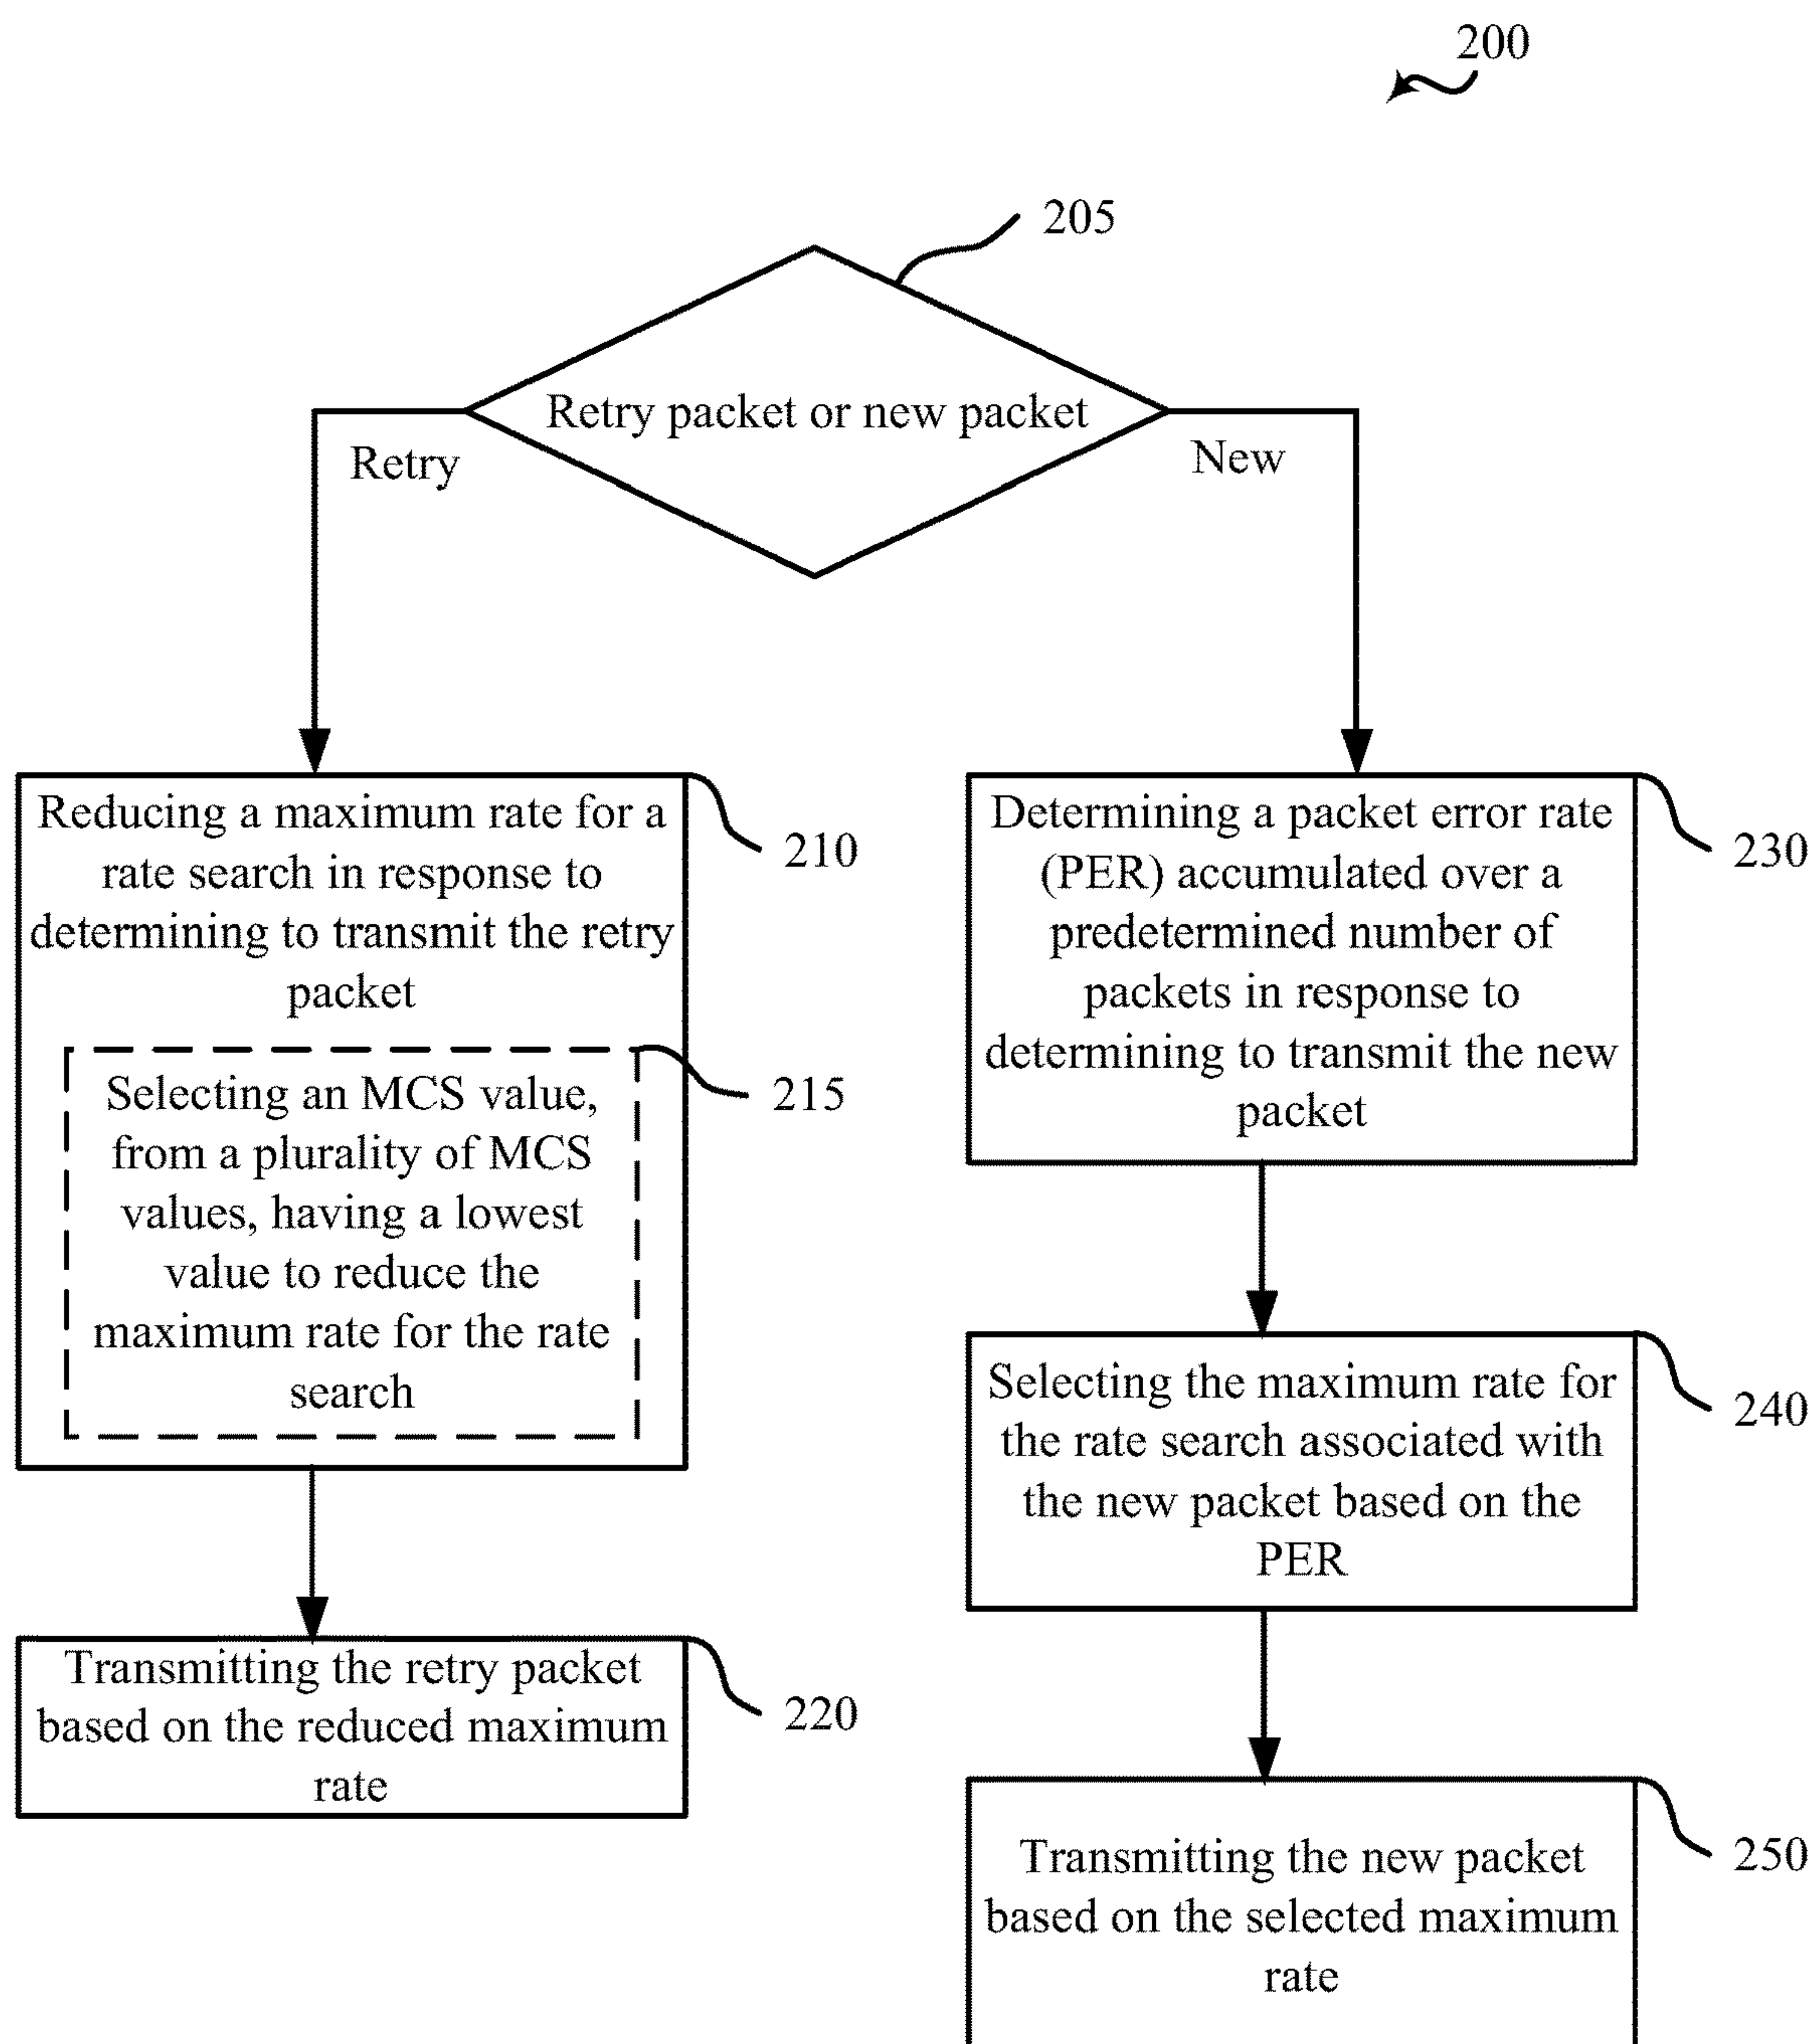 200
205
Retry packet or new packet
Retry
New
Reducing a maximum rate for a
rate search in response to
determining to transmit the retry
packet
210
Selecting an MCS value,
from a plurality of MCS
values, having a lowest
value to reduce the
maximum rate for the rate
search
215
Transmitting the retry packet
based on the reduced maximum
rate
220
Determining a packet error rate
(PER) accumulated over a
predetermined number of
packets in response to
determining to transmit the new
packet
230
Selecting the maximum rate for
the rate search associated with
the new packet based on the
PER
240
Transmitting the new packet
based on the selected maximum
rate
250